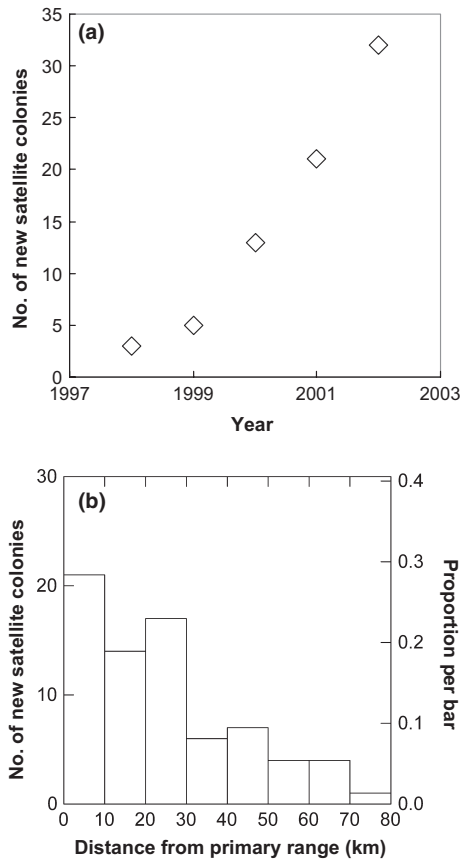 (a)
No. of new satellite colonies
35
30
25
20
15
10
5
0
1997
1999
2001
2003
Year
(b)
No. of new satellite colonies
30
20
10
0
0.4
0.3
0.2
0.1
0.0
Proportion per bar
0 10 20 30 40 50 60 70 80
Distance from primary range (km)